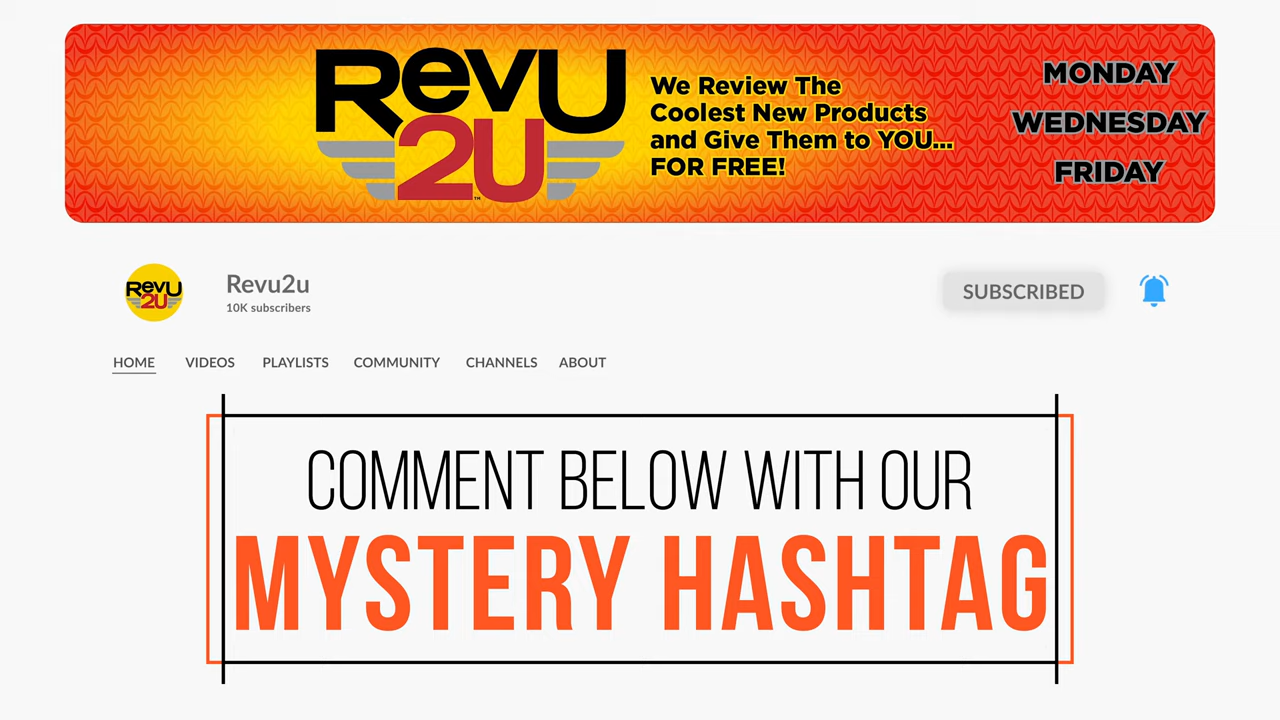 RevU
2U
™
We Review The
Coolest New Products
and Give Them to YOU...
FOR FREE!
MONDAY
WEDNESDAY
FRIDAY
RevU
2U
Revu2u
10K subscribers
SUBSCRIBED
HOME VIDEOS PLAYLISTS COMMUNITY CHANNELS ABOUT
COMMENT BELOW WITH OUR
MYSTERY HASHTAG